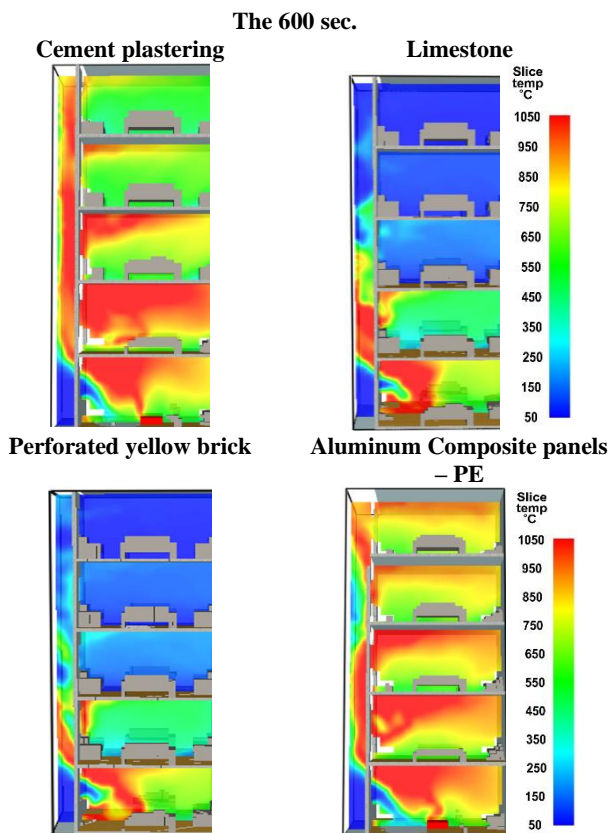 The 600 sec.
Cement plastering
Limestone
Slice
temp
°C
1050
950
850
750
650
550
450
350
250
150
50
Perforated yellow brick
Aluminum Composite panels
– PE
Slice
temp
°C
1050
950
850
750
650
550
450
350
250
150
50